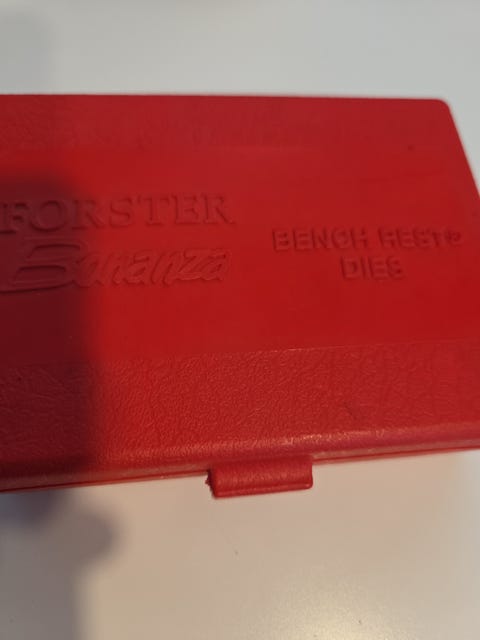 FORSTER
Bonanza
BENCH REST®
DIES